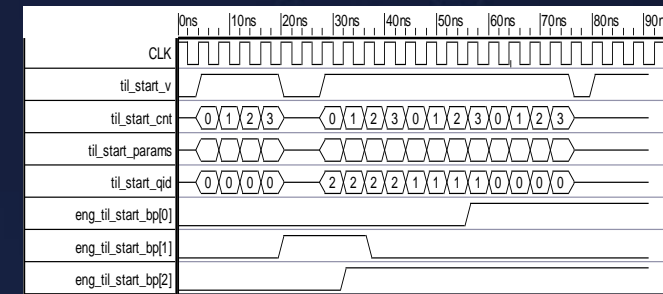 0ns 10ns 20ns 30ns 40ns 50ns 60ns 70ns 80ns 90n
CLK
til_start_v
til_start_cnt 0 1 2 3 0 1 2 3 0 1 2 3 0 1 2 3
til_start_params
til_start_qid 0 0 0 0 2 2 2 2 1 1 1 1 0 0 0 0
eng_til_start_bp[0]
eng_til_start_bp[1]
eng_til_start_bp[2]